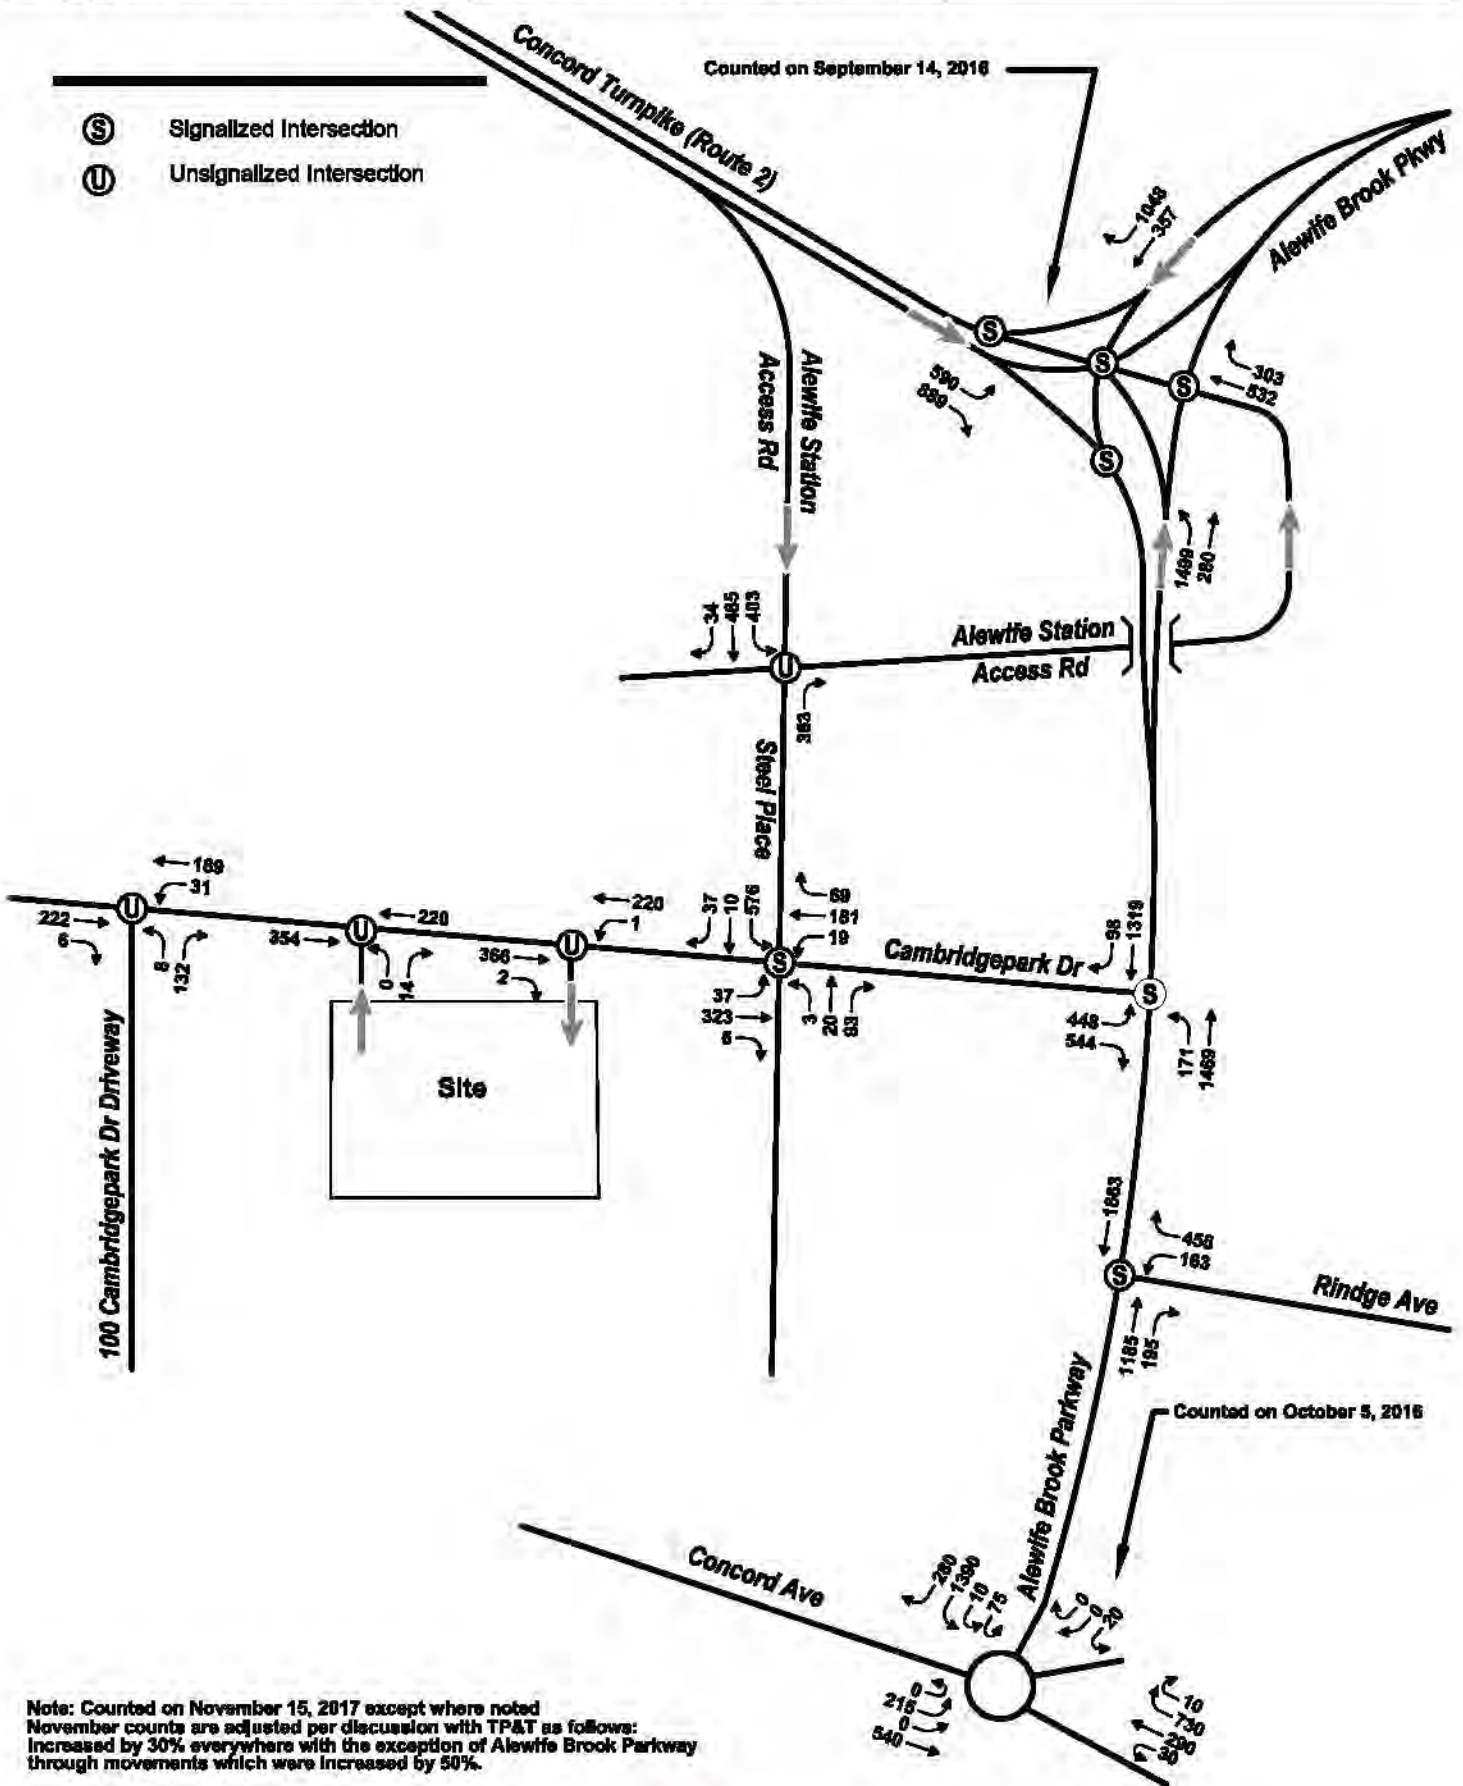 Concord Turnpike (Route 2)
Counted on September 14, 2016
S Signalized Intersection
U Unsignalized Intersection
Alewife Brook Pkwy
1048
357
S
S
S
S
590
889
303
532
Alewife Station
Access Rd
1499
280
34
465
403
U
Alewife Station
Access Rd
363
Steel Place
189
31
U
222
6
8
132
220
U
354
0
14
220
1
U
366
2
37
10
576
69
181
19
S
37
323
6
3
20
93
Cambridgepark Dr
98
1319
S
448
544
171
1469
Site
100 Cambridgepark Dr Driveway
1863
458
163
S
Rindge Ave
1185
195
Alewife Brook Parkway
Counted on October 5, 2016
Concord Ave
260
1390
10
75
0
0
20
0
215
0
540
10
730
290
30
Note: Counted on November 15, 2017 except where noted
November counts are adjusted per discussion with TP&T as follows:
Increased by 30% everywhere with the exception of Alewife Brook Parkway
through movements which were increased by 50%.